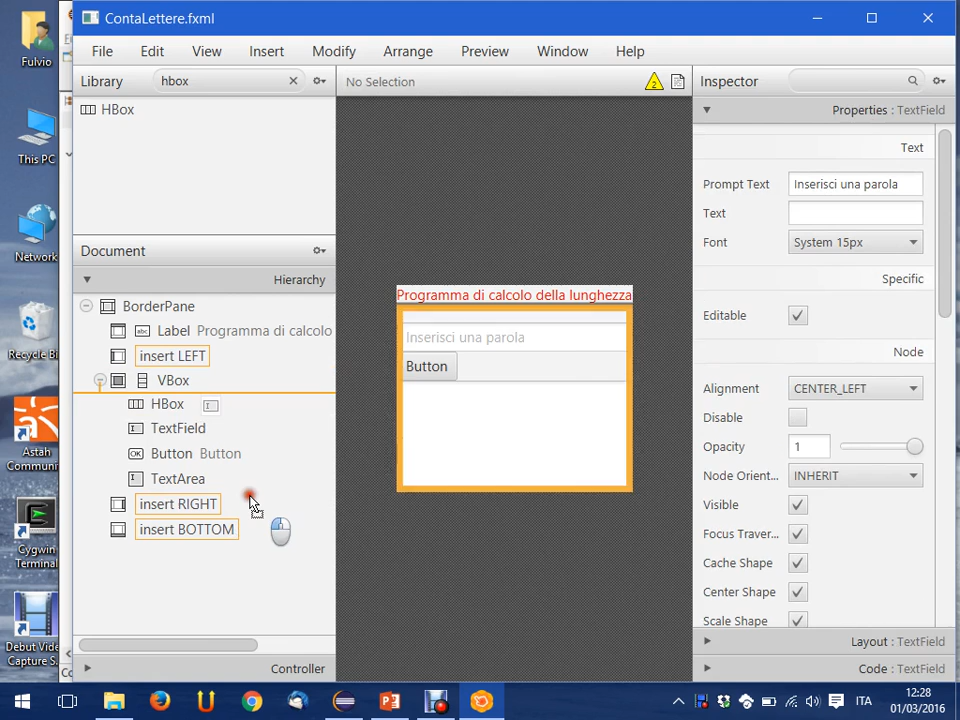 Fulvio
This PC
Network
Recycle Bi
Astah
Communi
Cygwin
Terminal
Debut Vide
Capture S.
ContaLettere.fxml
File Edit View Insert Modify Arrange Preview Window Help
Library hbox
HBox
Document
Hierarchy
BorderPane
abc Label Programma di calcolo
insert LEFT
VBox
HBox
TextField
OK Button Button
TextArea
insert RIGHT
insert BOTTOM
Controller
No Selection 2
Programma di calcolo della lunghezza
Inserisci una parola
Button
Inspector
Properties : TextField
Text
Prompt Text Inserisci una parola
Text
Font System 15px
Specific
Editable
Node
Alignment CENTER_LEFT
Disable
Opacity 1
Node Orient... INHERIT
Visible
Focus Traver...
Cache Shape
Center Shape
Scale Shape
Layout : TextField
Code : TextField
ITA
12:28
01/03/2016